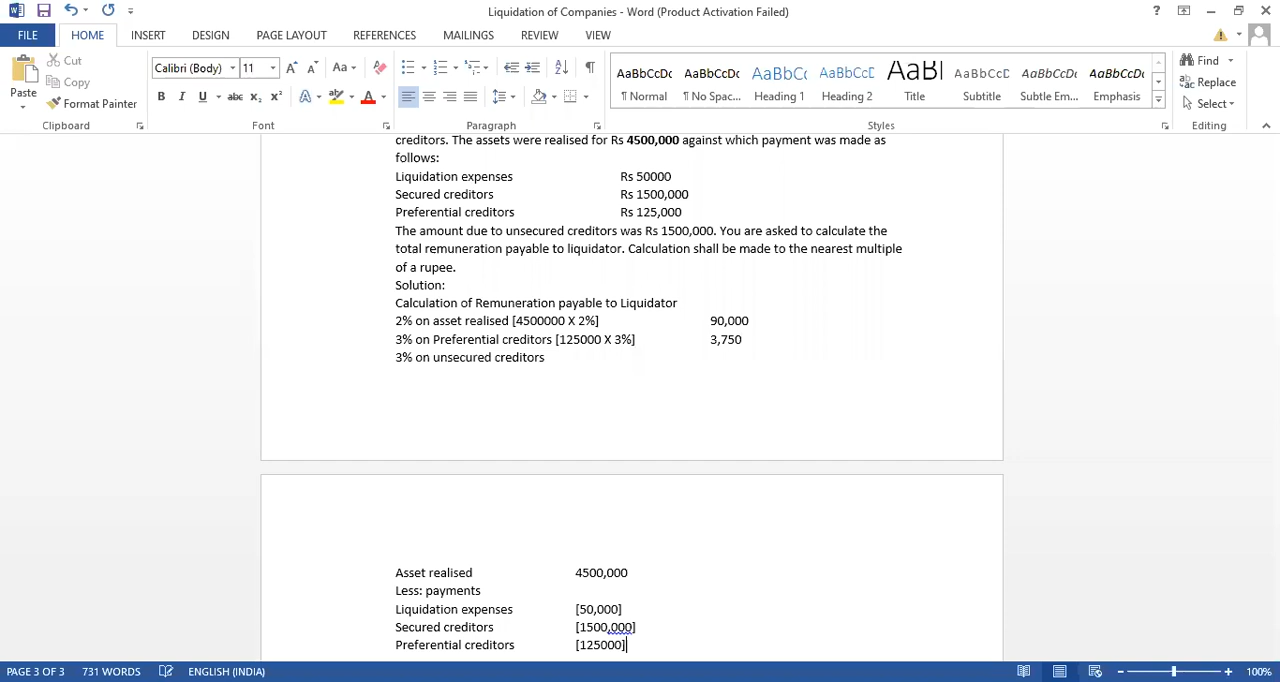 Liquidation of Companies - Word (Product Activation Failed)
FILE HOME INSERT DESIGN PAGE LAYOUT REFERENCES MAILINGS REVIEW VIEW
Paste
Cut
Copy
Format Painter
Clipboard
Calibri (Body) 11
Font
Paragraph
AaBbCcDc AaBbCcDc AaBbCc AaBbCcD AaBl AaBbCcD AaBbCcDc AaBbCcDc
¶ Normal ¶ No Spac... Heading 1 Heading 2 Title Subtitle Subtle Em... Emphasis
Styles
Find
Replace
Select
Editing
creditors. The assets were realised for Rs 4500,000 against which payment was made as
follows:
Liquidation expenses Rs 50000
Secured creditors Rs 1500,000
Preferential creditors Rs 125,000
The amount due to unsecured creditors was Rs 1500,000. You are asked to calculate the
total remuneration payable to liquidator. Calculation shall be made to the nearest multiple
of a rupee.
Solution:
Calculation of Remuneration payable to Liquidator
2% on asset realised [4500000 X 2%] 90,000
3% on Preferential creditors [125000 X 3%] 3,750
3% on unsecured creditors
Asset realised 4500,000
Less: payments
Liquidation expenses [50,000]
Secured creditors [1500,000]
Preferential creditors [125000]
PAGE 3 OF 3 731 WORDS ENGLISH (INDIA) 100%